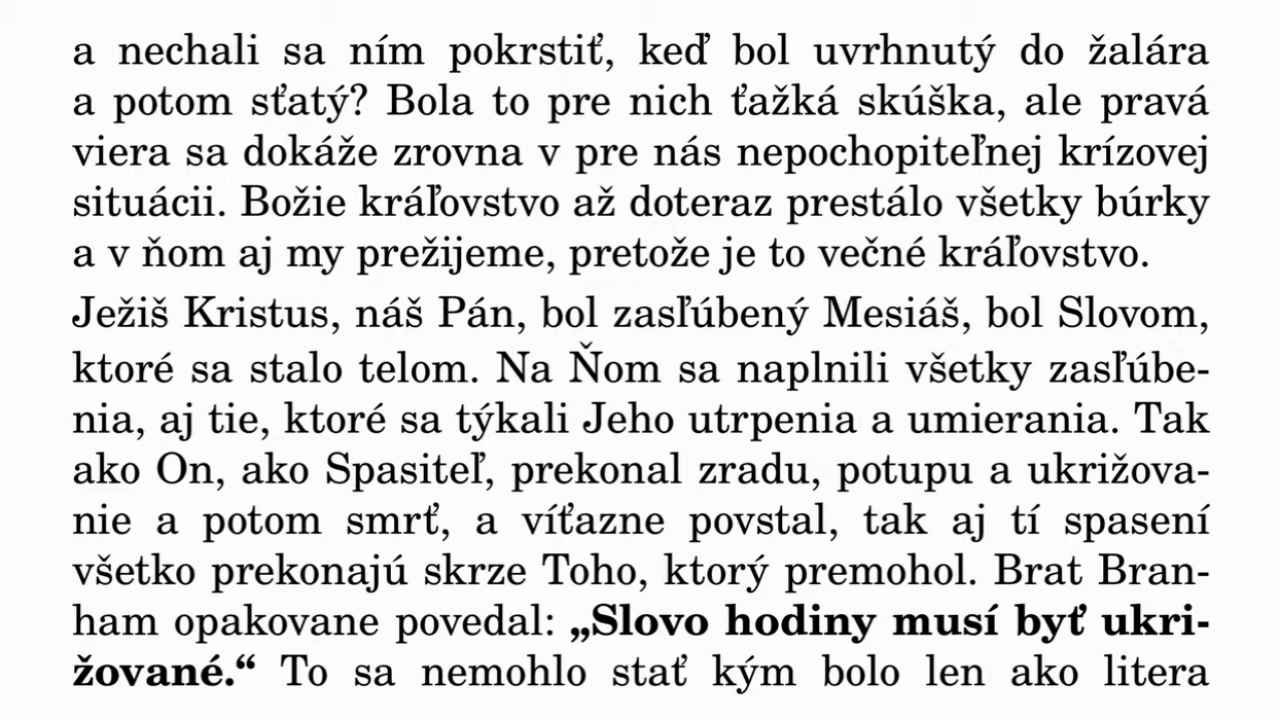 a nechali sa ním pokrstiť, keď bol uvrhnutý do žalára
a potom sťatý? Bola to pre nich ťažká skúška, ale pravá
viera sa dokáže zrovna v pre nás nepochopiteľnej krízovej
situácii. Božie kráľovstvo až doteraz prestálo všetky búrky
a v ňom aj my prežijeme, pretože je to večné kráľovstvo.
Ježiš Kristus, náš Pán, bol zasľúbený Mesiáš, bol Slovom,
ktoré sa stalo telom. Na Ňom sa naplnili všetky zasľúbe-
nia, aj tie, ktoré sa týkali Jeho utrpenia a umierania. Tak
ako On, ako Spasiteľ, prekonal zradu, potupu a ukrižova-
nie a potom smrť, a víťazne povstal, tak aj tí spasení
všetko prekonajú skrze Toho, ktorý premohol. Brat Bran-
ham opakovane povedal: „Slovo hodiny musí byť ukri-
žované.“ To sa nemohlo stať kým bolo len ako litera